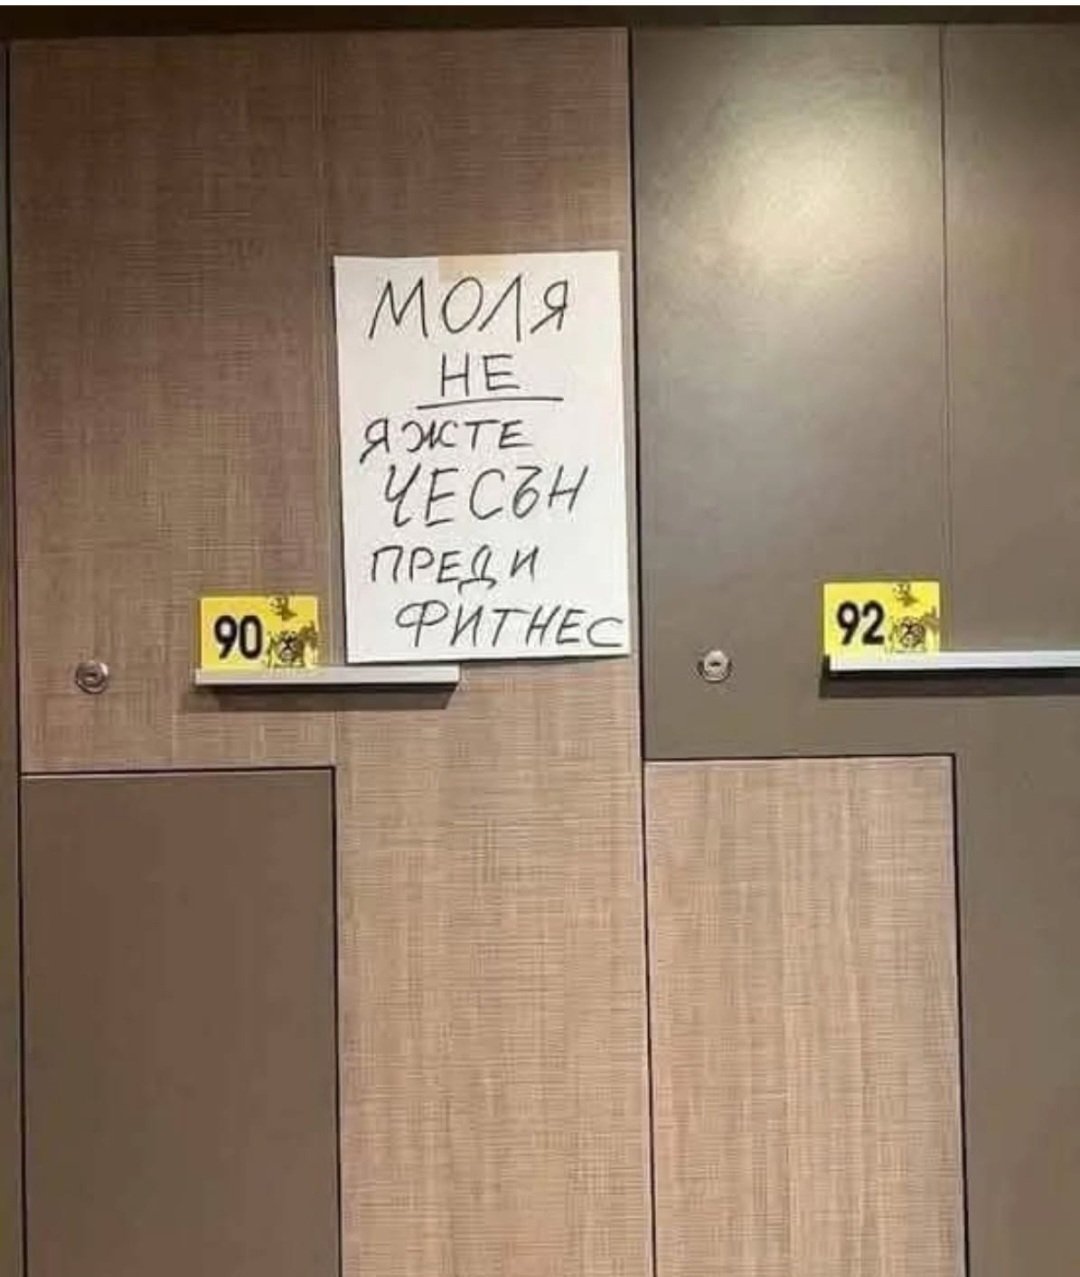 МОЛЯ
НЕ
ЯЖТЕ
ЧЕСЪН
ПРЕДИ
ФИТНЕС
90
92